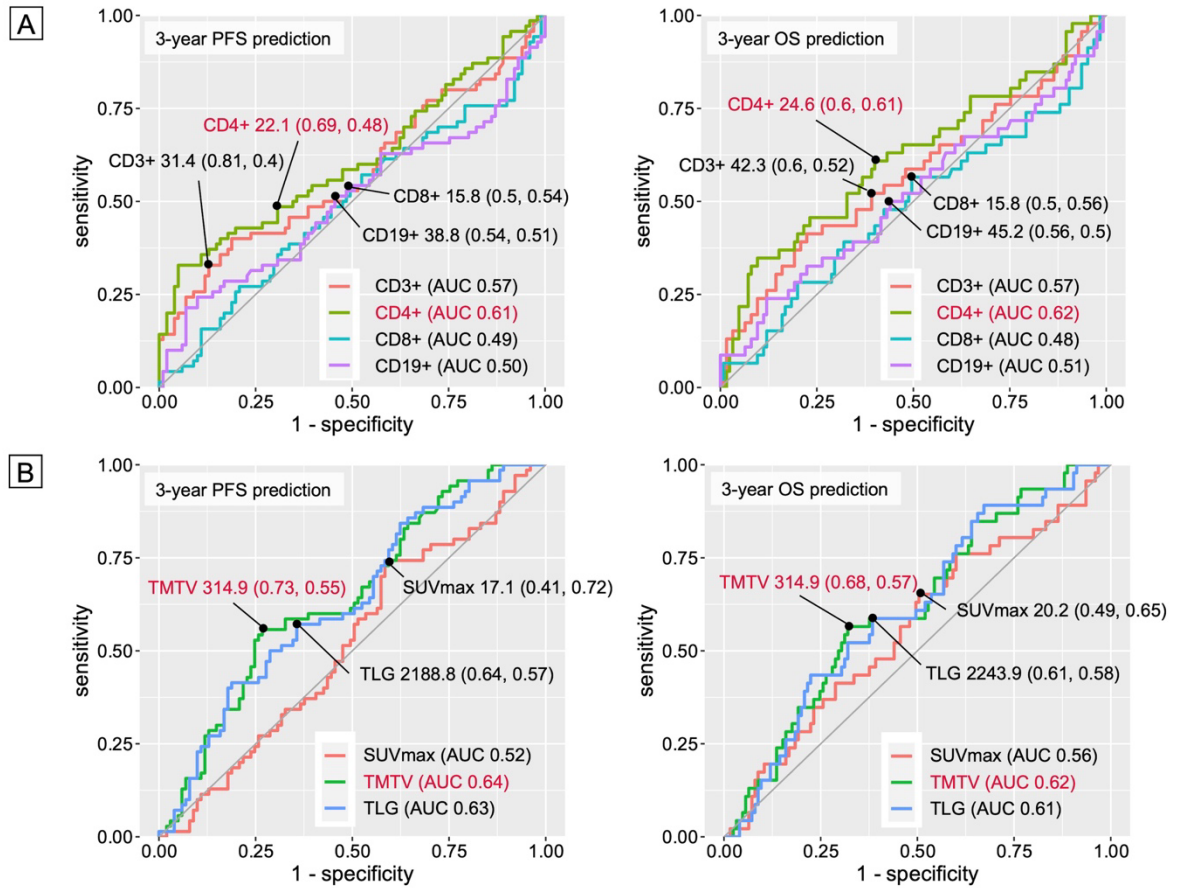 A
3-year PFS prediction
CD4+ 22.1 (0.69, 0.48)
CD3+ 31.4 (0.81, 0.4)
CD8+ 15.8 (0.5, 0.54)
CD19+ 38.8 (0.54, 0.51)
CD3+ (AUC 0.57)
CD4+ (AUC 0.61)
CD8+ (AUC 0.49)
CD19+ (AUC 0.50)
sensitivity
1.00
0.75
0.50
0.25
0.00
0.00 0.25 0.50 0.75 1.00
1 - specificity
3-year OS prediction
CD4+ 24.6 (0.6, 0.61)
CD3+ 42.3 (0.6, 0.52)
CD8+ 15.8 (0.5, 0.56)
CD19+ 45.2 (0.56, 0.5)
CD3+ (AUC 0.57)
CD4+ (AUC 0.62)
CD8+ (AUC 0.48)
CD19+ (AUC 0.51)
sensitivity
1.00
0.75
0.50
0.25
0.00
0.00 0.25 0.50 0.75 1.00
1 - specificity
B
3-year PFS prediction
TMTV 314.9 (0.73, 0.55)
SUVmax 17.1 (0.41, 0.72)
TLG 2188.8 (0.64, 0.57)
SUVmax (AUC 0.52)
TMTV (AUC 0.64)
TLG (AUC 0.63)
sensitivity
1.00
0.75
0.50
0.25
0.00
0.00 0.25 0.50 0.75 1.00
1 - specificity
3-year OS prediction
TMTV 314.9 (0.68, 0.57)
SUVmax 20.2 (0.49, 0.65)
TLG 2243.9 (0.61, 0.58)
SUVmax (AUC 0.56)
TMTV (AUC 0.62)
TLG (AUC 0.61)
sensitivity
1.00
0.75
0.50
0.25
0.00
0.00 0.25 0.50 0.75 1.00
1 - specificity